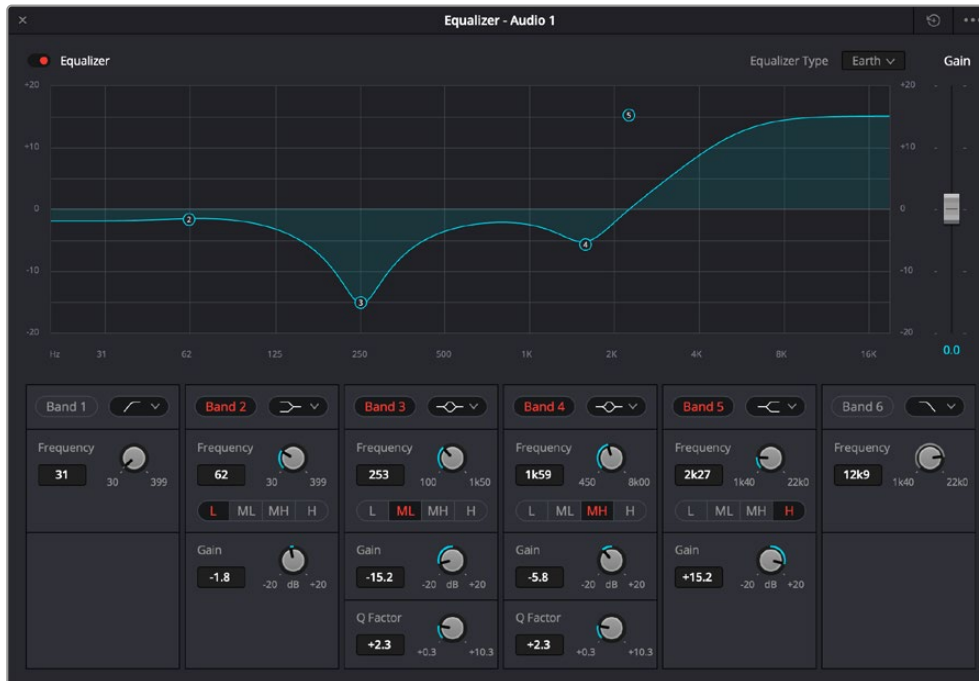 Equalizer - Audio 1
Equalizer
Equalizer Type Earth Gain
+20 +20
+10 +10
0 0
-10 -10
-20 -20
2 3 4 5
Hz 31 62 125 250 500 1K 2K 4K 8K 16K
0.0
Band 1 Band 2 Band 3 Band 4 Band 5 Band 6
Frequency Frequency Frequency Frequency Frequency Frequency
31 30 399 62 30 399 253 100 1k50 1k59 450 8k00 2k27 1k40 22k0 12k9 1k40 22k0
L ML MH H L ML MH H L ML MH H L ML MH H
Gain Gain Gain Gain
-1.8 -20 dB +20 -15.2 -20 dB +20 -5.8 -20 dB +20 +15.2 -20 dB +20
Q Factor Q Factor
+2.3 +0.3 +10.3 +2.3 +0.3 +10.3